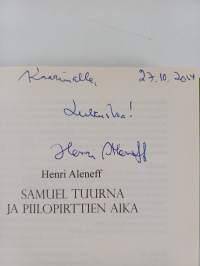 Kaarinalle, 27.10.2014
Lukuiloa!
Henri Aleneff
Henri Aleneff
SAMUEL TUURNA
JA PIILOPIRTTIEN AIKA